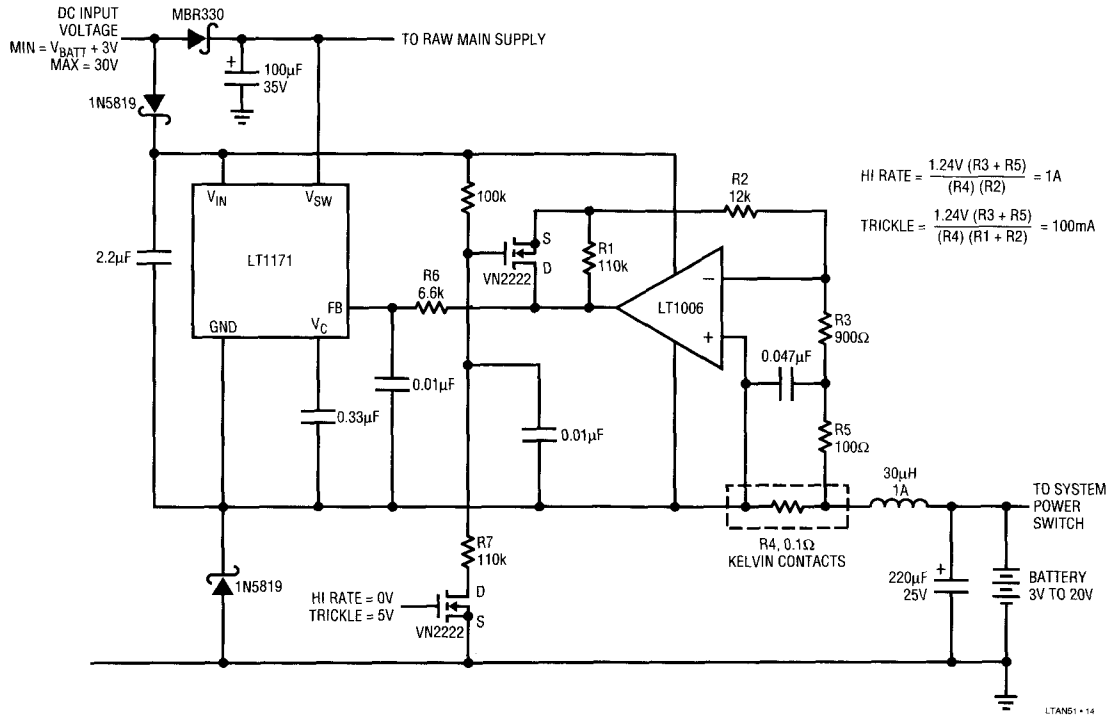 DC INPUT
VOLTAGE
MIN = VBATT + 3V
MAX = 30V
MBR330
TO RAW MAIN SUPPLY
+
100µF
35V
1N5819
VIN
VSW
LT1171
GND
VC
FB
2.2µF
100k
R2
12k
S
D
VN2222
R1
110k
R6
6.6k
LT1006
−
+
R3
900Ω
0.047µF
R5
100Ω
0.33µF
0.01µF
0.01µF
HI RATE = 1.24V (R3 + R5) / (R4) (R2) = 1A
TRICKLE = 1.24V (R3 + R5) / (R4) (R1 + R2) = 100mA
30µH
1A
TO SYSTEM
POWER
SWITCH
R4, 0.1Ω
KELVIN CONTACTS
R7
110k
1N5819
HI RATE = 0V
TRICKLE = 5V
D
S
VN2222
+
220µF
25V
BATTERY
3V TO 20V
LTAN51 • 14